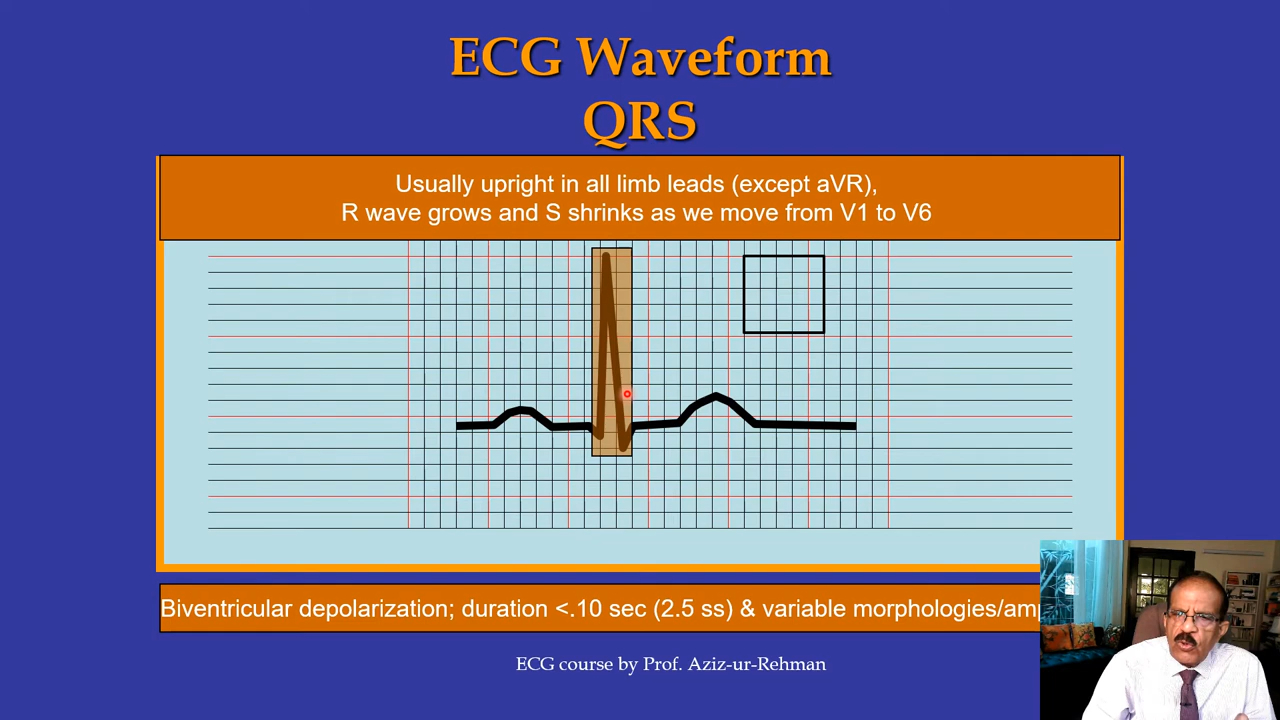 ECG Waveform
QRS
Usually upright in all limb leads (except aVR),
R wave grows and S shrinks as we move from V1 to V6
Biventricular depolarization; duration <.10 sec (2.5 ss) & variable morphologies/amp
ECG course by Prof. Aziz-ur-Rehman